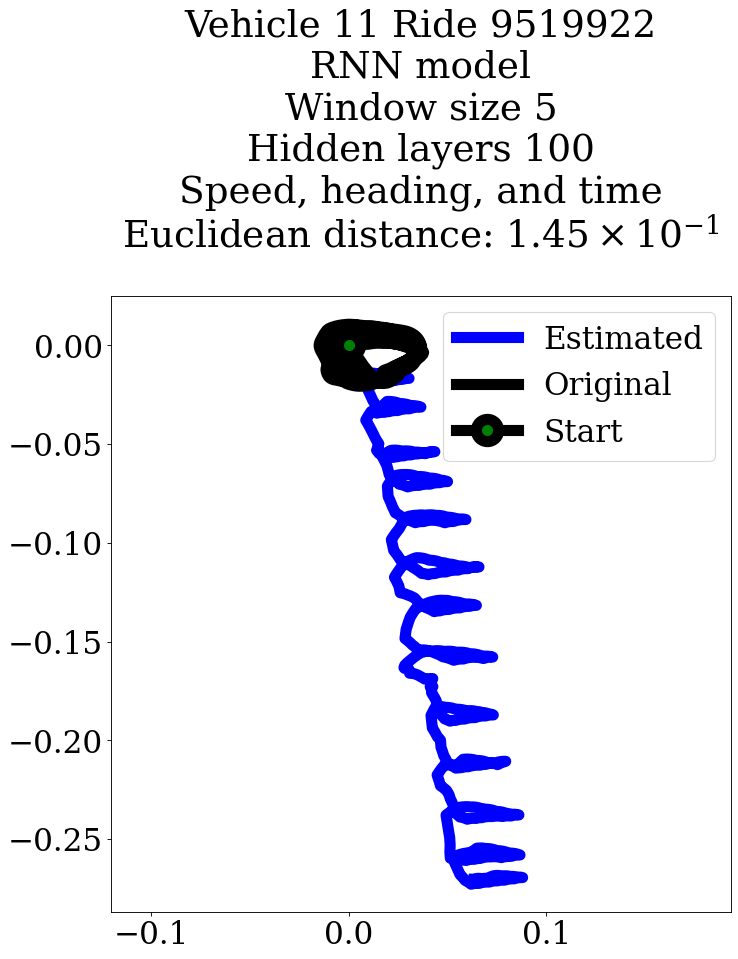 Vehicle 11 Ride 9519922
RNN model
Window size 5
Hidden layers 100
Speed, heading, and time
Euclidean distance: 1.45 × 10⁻¹
Estimated
Original
Start
0.00
−0.05
−0.10
−0.15
−0.20
−0.25
−0.1
0.0
0.1